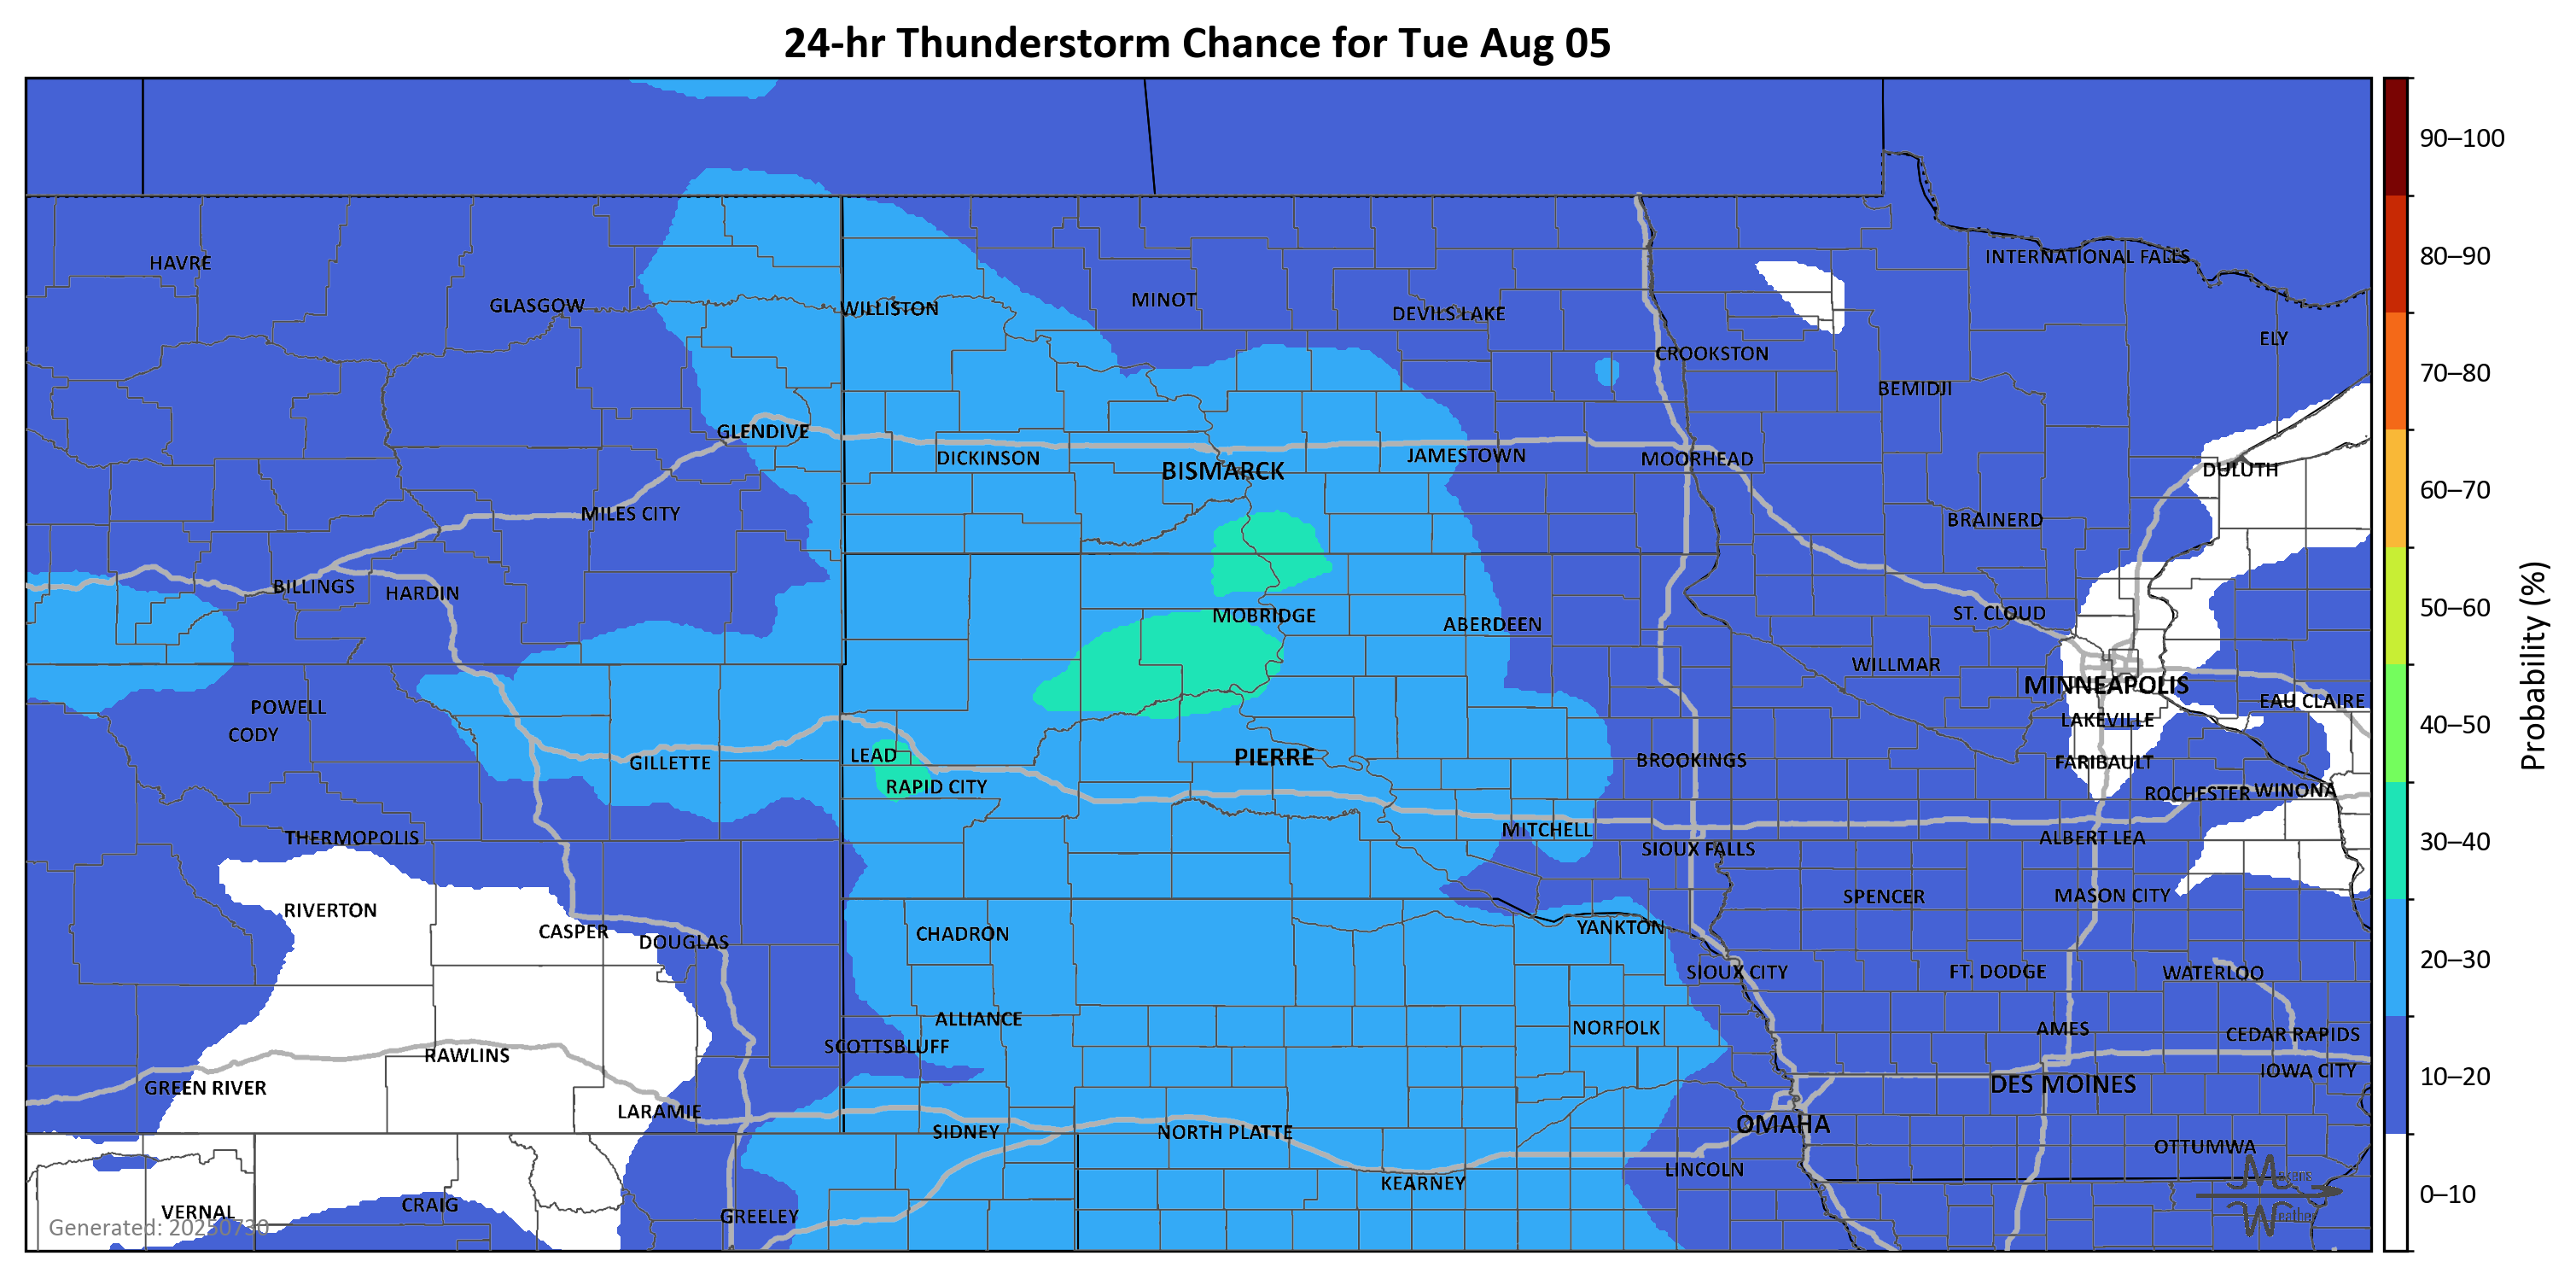 24-hr Thunderstorm Chance for Tue Aug 05
90–100
INTERNATIONAL FALLS
80–90
HAVRE
GLASGOW
WILLISTON
MINOT
DEVILS LAKE
ELY
CROOKSTON
70–80
BEMIDJI
GLENDIVE
DICKINSON
BISMARCK
JAMESTOWN
MOORHEAD
DULUTH
60–70
MILES CITY
BRAINERD
BILLINGS
HARDIN
MOBRIDGE
ABERDEEN
ST. CLOUD
50–60
WILLMAR
MINNEAPOLIS
Probability (%)
POWELL
EAU CLAIRE
CODY
LAKEVILLE
40–50
LEAD
GILLETTE
PIERRE
BROOKINGS
FARIBAULT
RAPID CITY
ROCHESTER
WINONA
THERMOPOLIS
MITCHELL
ALBERT LEA
30–40
SIOUX FALLS
SPENCER
MASON CITY
RIVERTON
CASPER
DOUGLAS
CHADRON
YANKTON
SIOUX CITY
FT. DODGE
WATERLOO
20–30
ALLIANCE
NORFOLK
AMES
CEDAR RAPIDS
SCOTTSBLUFF
RAWLINS
GREEN RIVER
DES MOINES
IOWA CITY
10–20
LARAMIE
SIDNEY
NORTH PLATTE
OMAHA
OTTUMWA
LINCOLN
KEARNEY
Mekens
Weather
0–10
VERNAL
CRAIG
GREELEY
Generated: 20250730